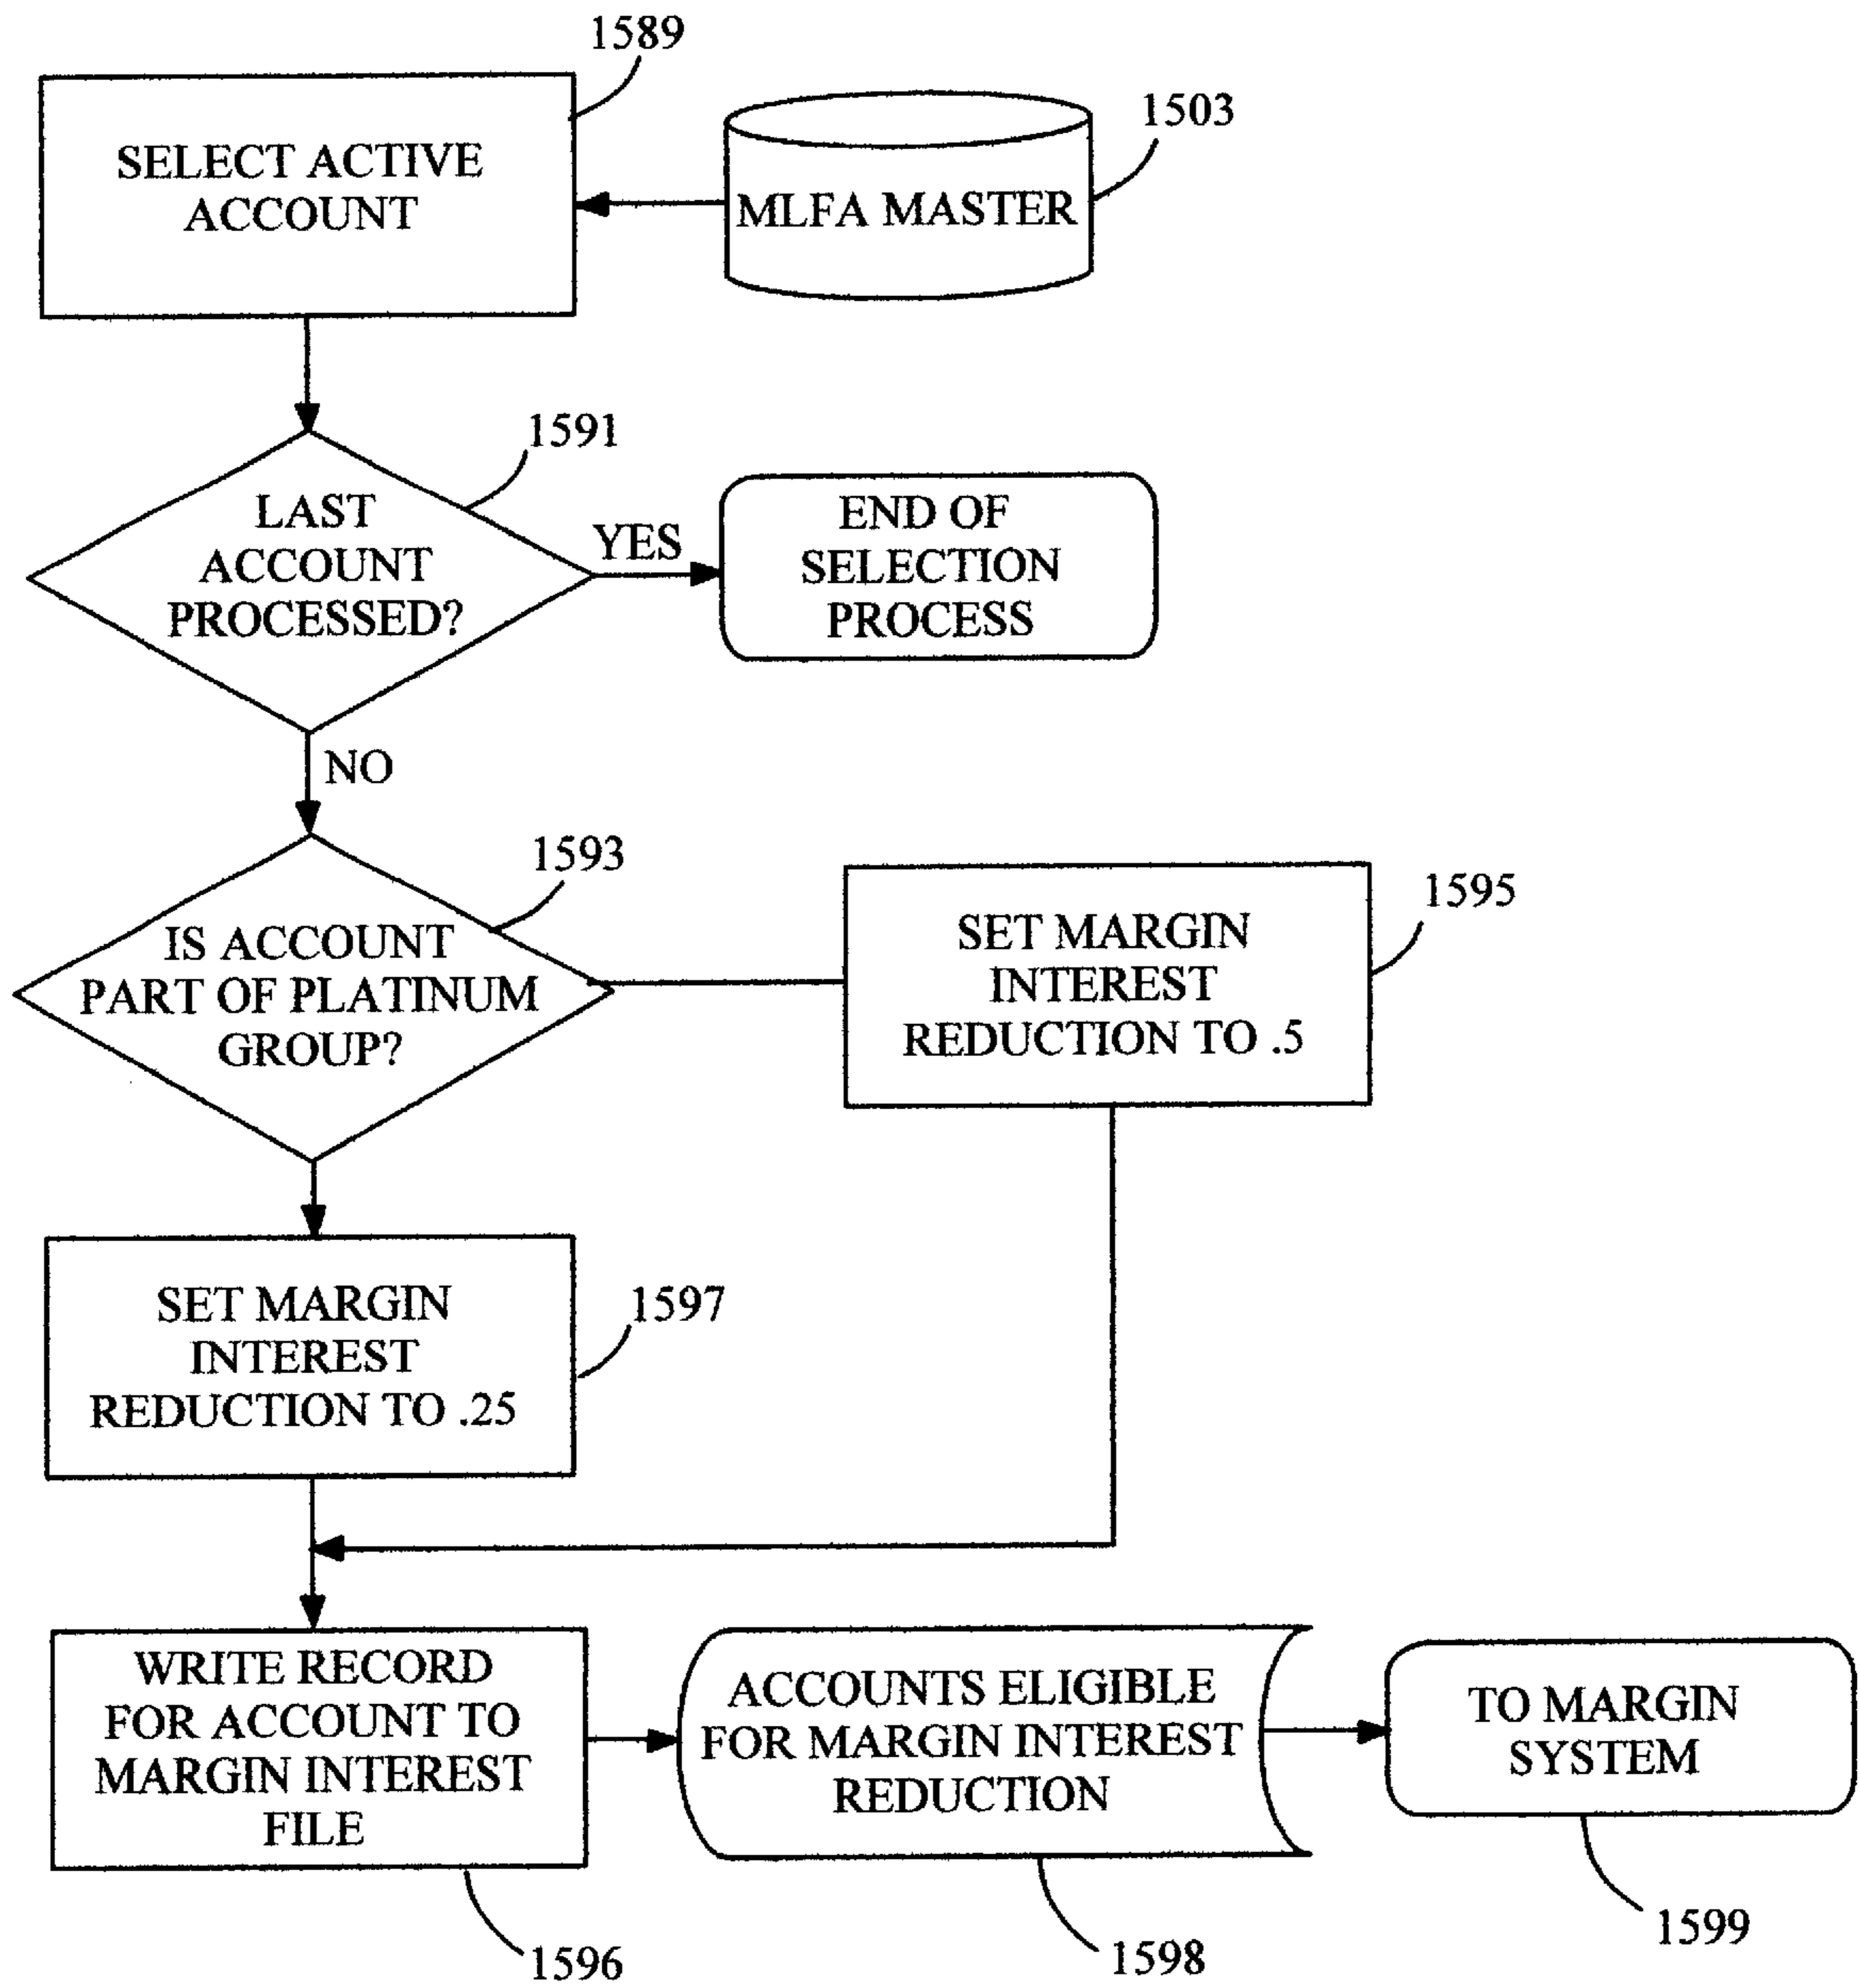 1589
SELECT ACTIVE
ACCOUNT
1503
MLFA MASTER
1591
LAST
ACCOUNT
PROCESSED?
YES
END OF
SELECTION
PROCESS
NO
1593
IS ACCOUNT
PART OF PLATINUM
GROUP?
1595
SET MARGIN
INTEREST
REDUCTION TO .5
SET MARGIN
INTEREST
REDUCTION TO .25
1597
WRITE RECORD
FOR ACCOUNT TO
MARGIN INTEREST
FILE
ACCOUNTS ELIGIBLE
FOR MARGIN INTEREST
REDUCTION
TO MARGIN
SYSTEM
1596
1598
1599